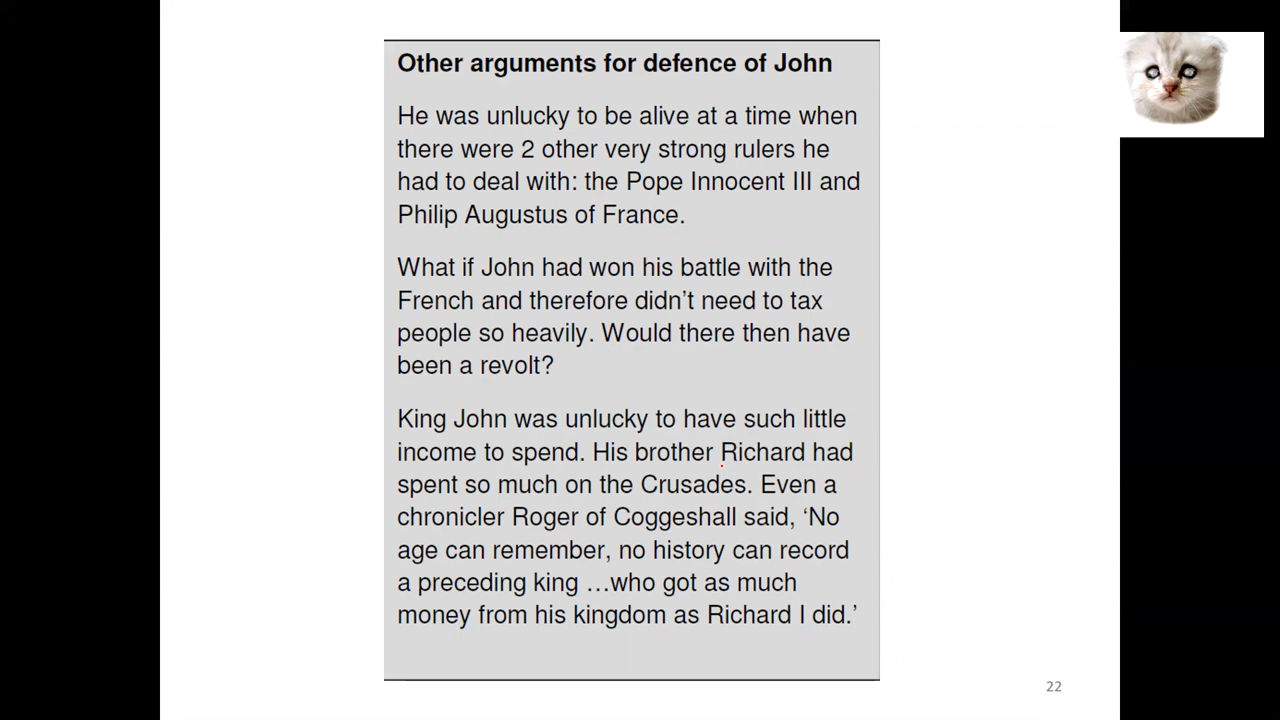 Other arguments for defence of John
He was unlucky to be alive at a time when
there were 2 other very strong rulers he
had to deal with: the Pope Innocent III and
Philip Augustus of France.
What if John had won his battle with the
French and therefore didn’t need to tax
people so heavily. Would there then have
been a revolt?
King John was unlucky to have such little
income to spend. His brother Richard had
spent so much on the Crusades. Even a
chronicler Roger of Coggeshall said, ‘No
age can remember, no history can record
a preceding king …who got as much
money from his kingdom as Richard I did.’
22